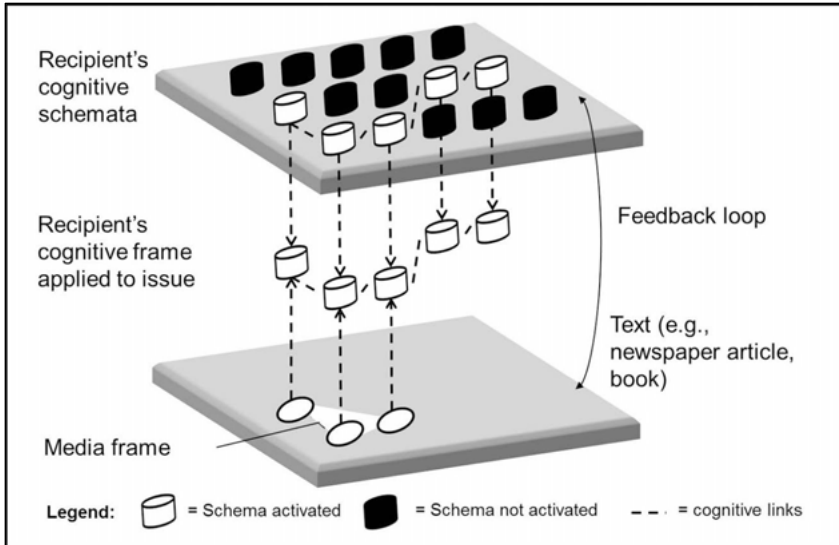 Recipient's
cognitive
schemata
Recipient's
cognitive frame
applied to issue
Feedback loop
Text (e.g.,
newspaper article,
book)
Media frame
Legend: = Schema activated = Schema not activated = cognitive links